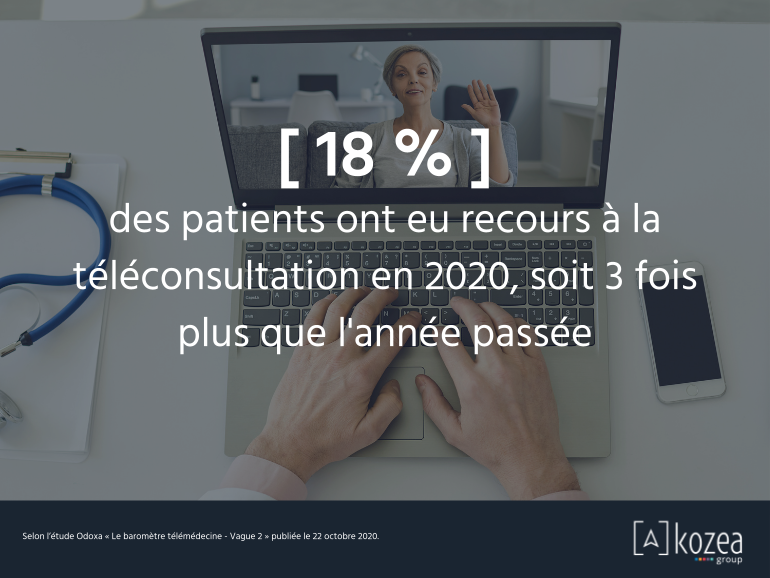 [ 18 % ]
des patients ont eu recours à la
téléconsultation en 2020, soit 3 fois
plus que l'année passée
Selon l'étude Odoxa « Le baromètre télémédecine - Vague 2 » publiée le 22 octobre 2020.
[A] kozea
group